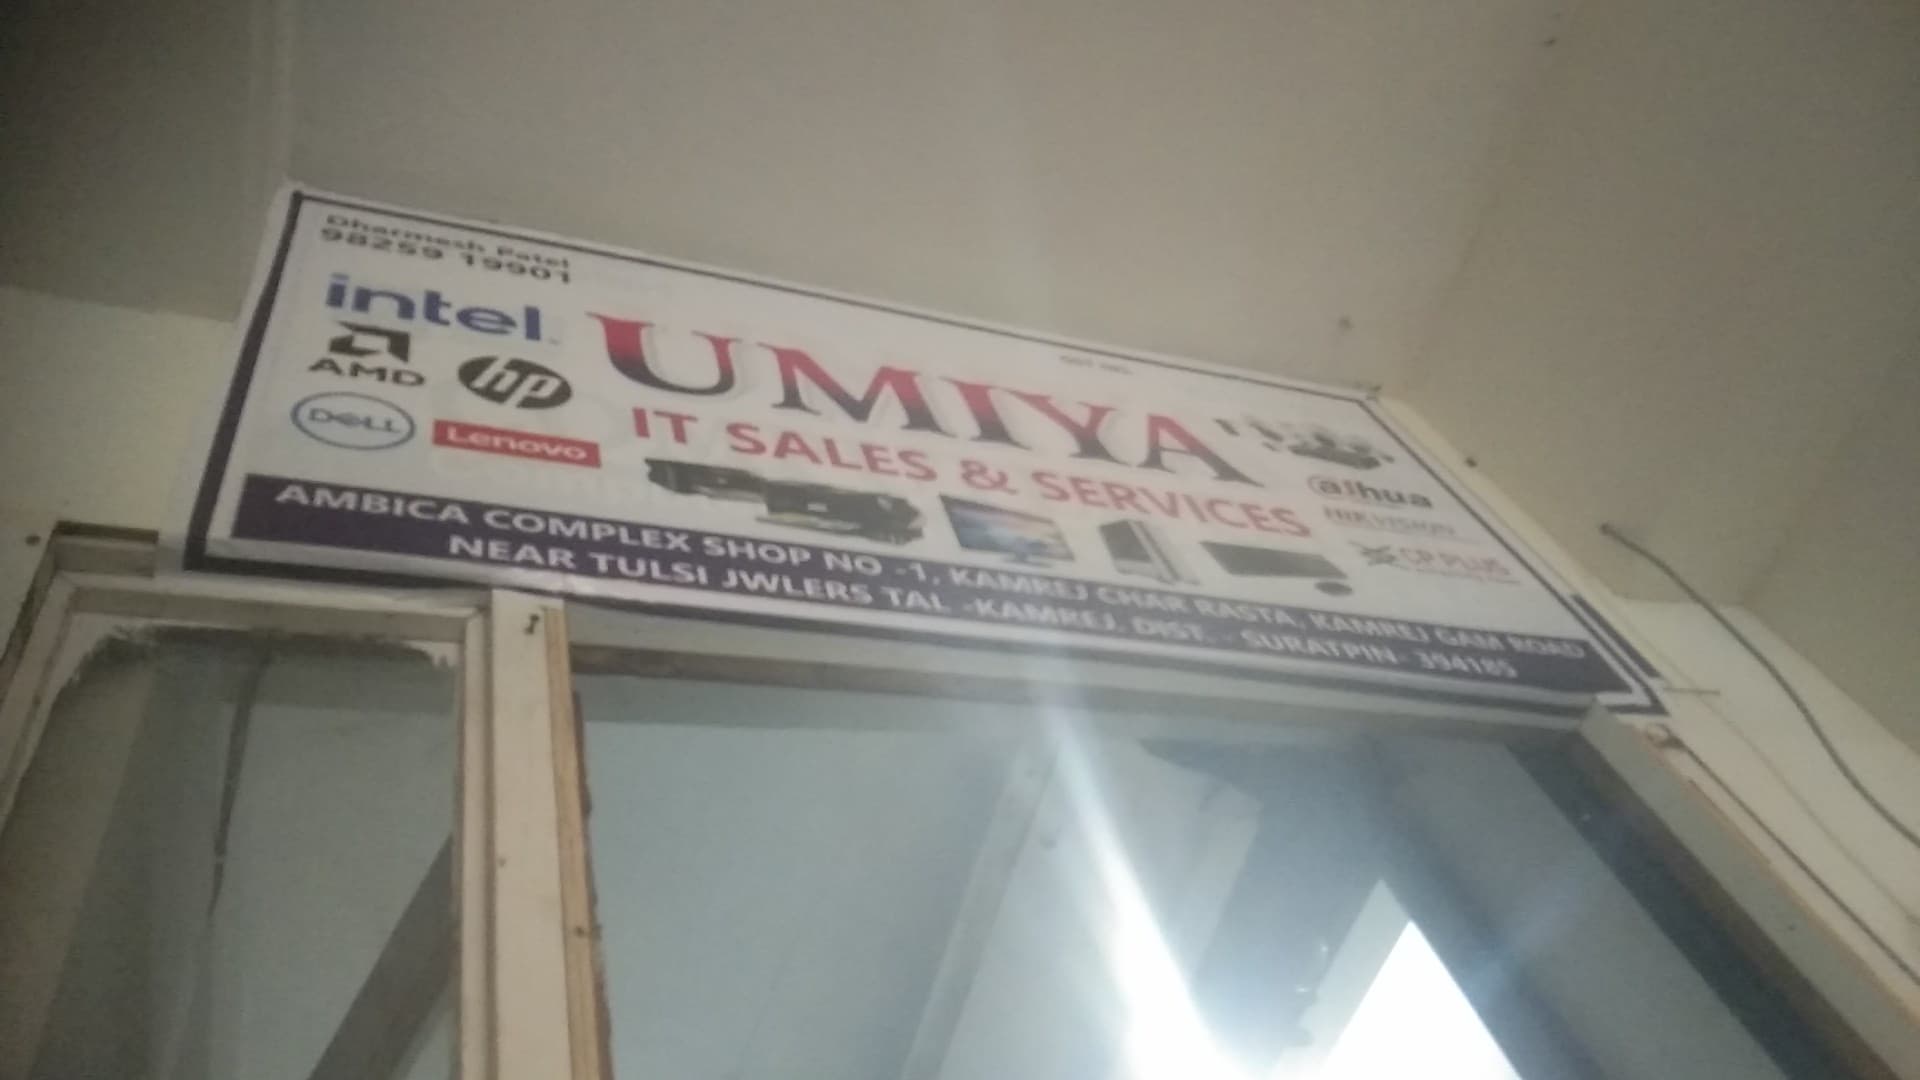 Dharmesh Patel
98259 19901
intel
AMD
hp
DELL
Lenovo
UMIYA
IT SALES & SERVICES
alhua
HIKVISION
CP PLUS
AMBICA COMPLEX SHOP NO -1, KAMREJ CHAR RASTA, KAMREJ GAM ROAD
NEAR TULSI JWLERS TAL -KAMREJ. DIST. - SURATPIN- 394185